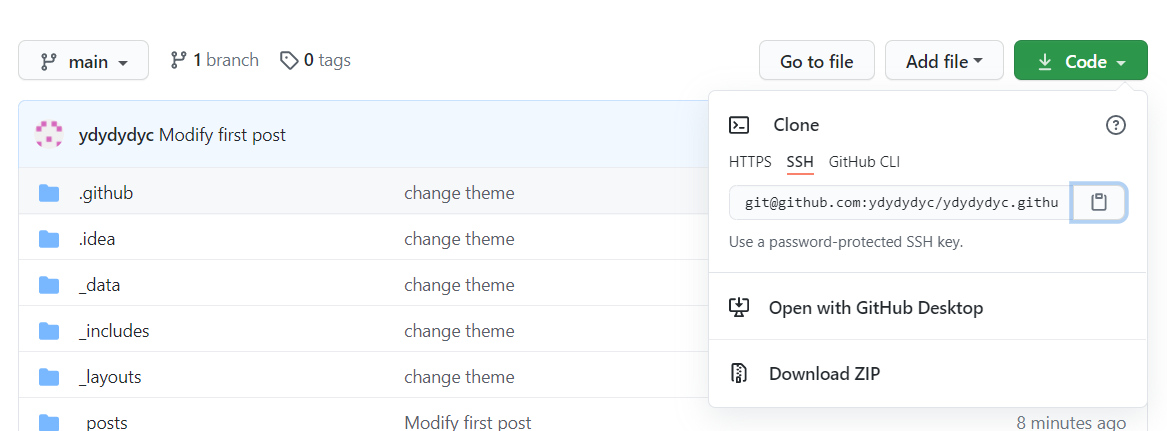 main 1 branch 0 tags Go to file Add file Code
ydydydyc Modify first post
Clone
HTTPS SSH GitHub CLI
git@github.com:ydydydyc/ydydydyc.githu
Use a password-protected SSH key.
Open with GitHub Desktop
Download ZIP
.github change theme
.idea change theme
_data change theme
_includes change theme
_layouts change theme
_posts Modify first post 8 minutes ago